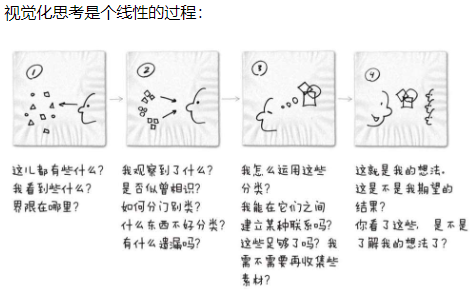 视觉化思考是个线性的过程：
1
2
3
4
这儿都有些什么？
我看到些什么？
界限在哪里？
我观察到了什么？
是否似曾相识？
如何分门别类？
什么东西不好分类？
有什么遗漏吗？
我怎么运用这些
分类？
我能在它们之间
建立某种联系吗？
这些足够了吗？我
需不需要再收集些
素材？
这就是我的想法。
这是不是我期望的
结果？
你看了这些，是不是
了解我的想法了？